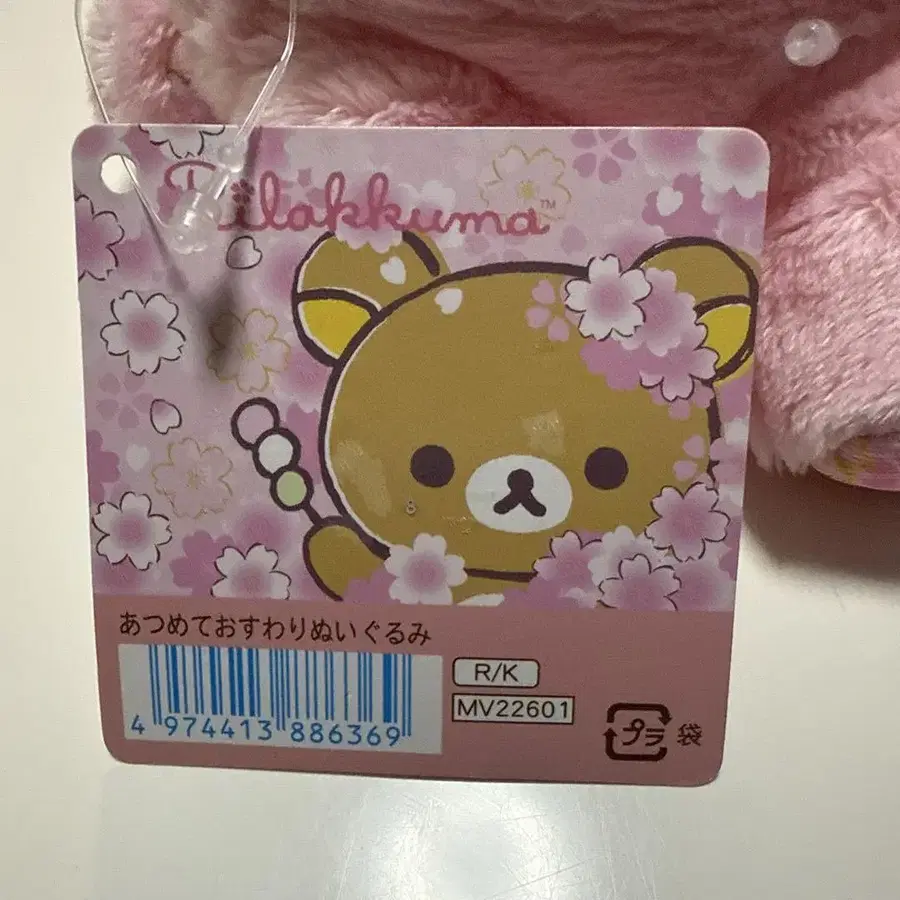 Rilakkuma™
あつめておすわりぬいぐるみ
4 974413 886369
R/K
MV22601
プラ 袋